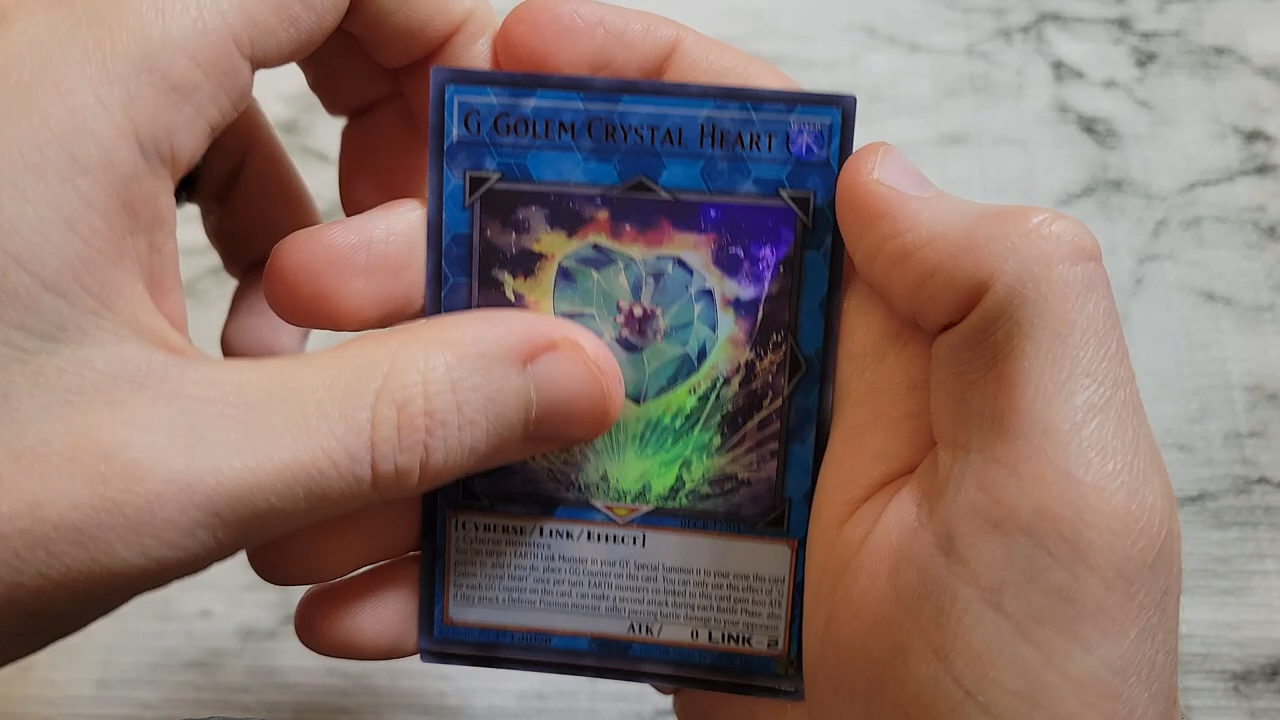 G GOLEM CRYSTAL HEART
WATER
[CYBERSE/LINK/EFFECT]
2 Cyberse monsters
You can target 1 EARTH Link Monster in your GY; Special Summon it to your zone this card
points to, and if you do, place 1 GG Counter on this card. You can only use this effect of "G
Golem Crystal Heart" once per turn. EARTH monsters co-linked to this card gain 600 ATK
for each GG Counter on this card, can make a second attack during each Battle Phase, also
if they attack a Defense Position monster, inflict piercing battle damage to your opponent.
ATK/ 0 LINK-2
Edition